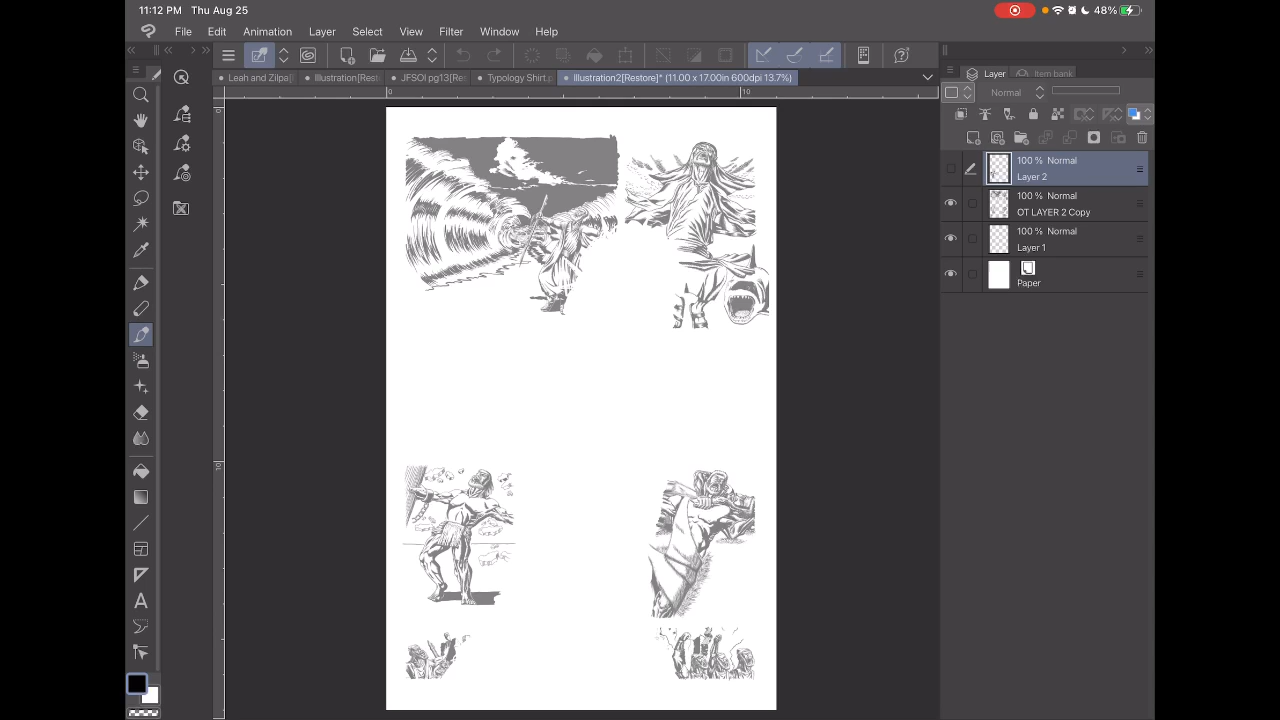 11:12 PM Thu Aug 25
48%
File Edit Animation Layer Select View Filter Window Help
Leah and Zilpa[ Illustration[Rest JFSOI pg13[Re Typology Shirt. Illustration2[Restore]* (11.00 x 17.00in 600dpi 13.7%)
Layer Item bank
Normal
0 10
0
10
100 % Normal
Layer 2
100 % Normal
OT LAYER 2 Copy
100 % Normal
Layer 1
Paper
A